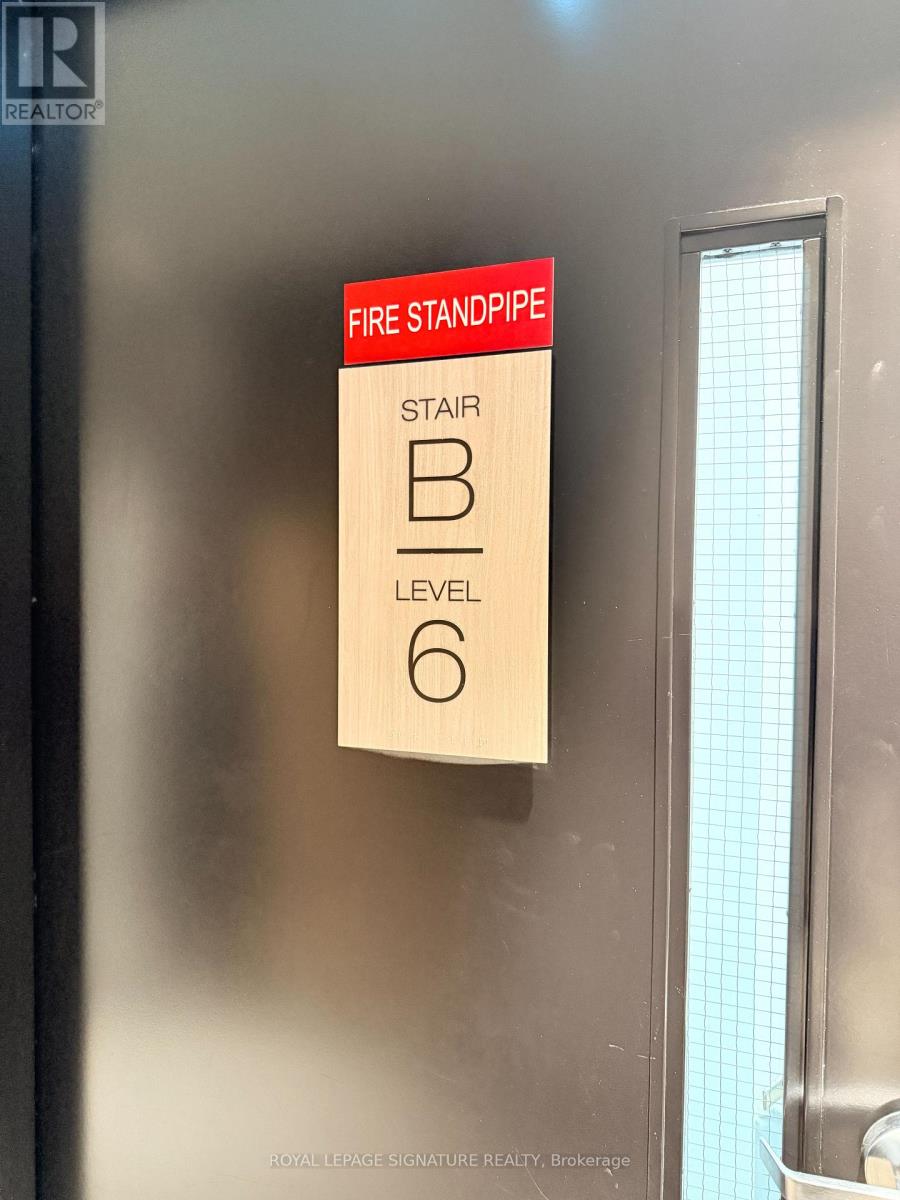 R
REALTOR®
FIRE STANDPIPE
STAIR
B
LEVEL
6
ROYAL LEPAGE SIGNATURE REALTY, Brokerage